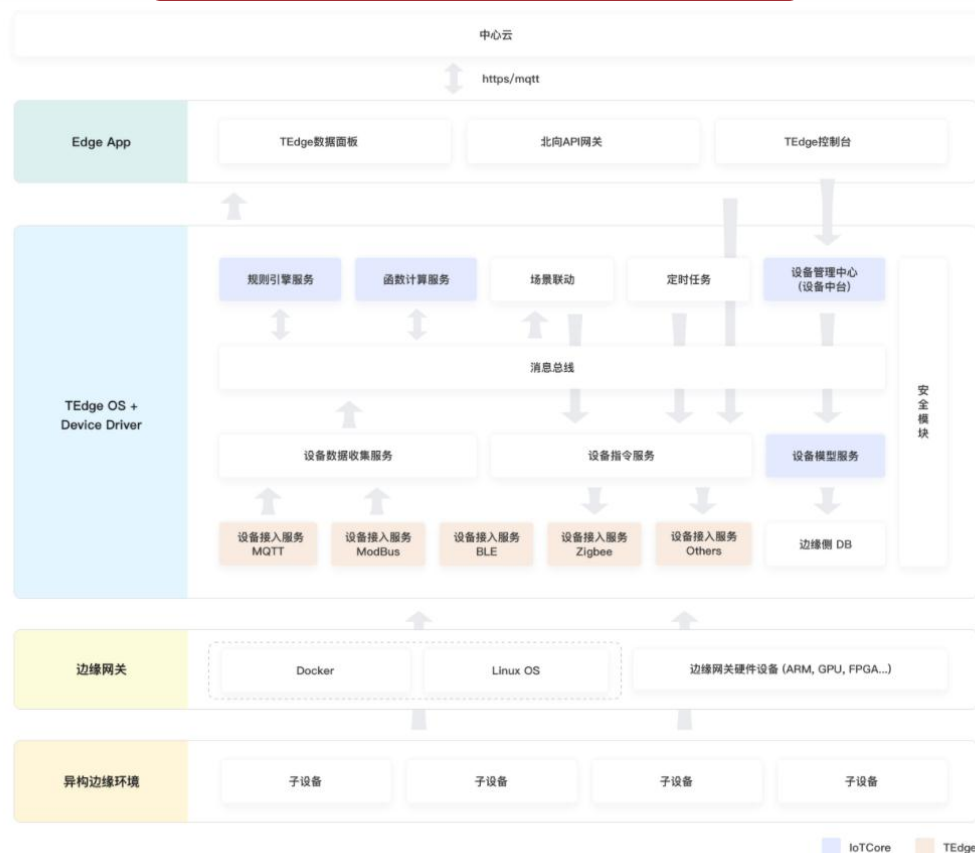 中心云
https/mqtt
Edge App
TEdge数据面板
北向API网关
TEdge控制台
TEdge OS +
Device Driver
规则引擎服务
函数计算服务
场景联动
定时任务
设备管理中心
(设备中台)
消息总线
设备数据收集服务
设备指令服务
设备模型服务
设备接入服务
MQTT
设备接入服务
ModBus
设备接入服务
BLE
设备接入服务
Zigbee
设备接入服务
Others
边缘侧 DB
安
全
模
块
边缘网关
Docker
Linux OS
边缘网关硬件设备 (ARM, GPU, FPGA...)
异构边缘环境
子设备
子设备
子设备
子设备
IoTCore
TEdge